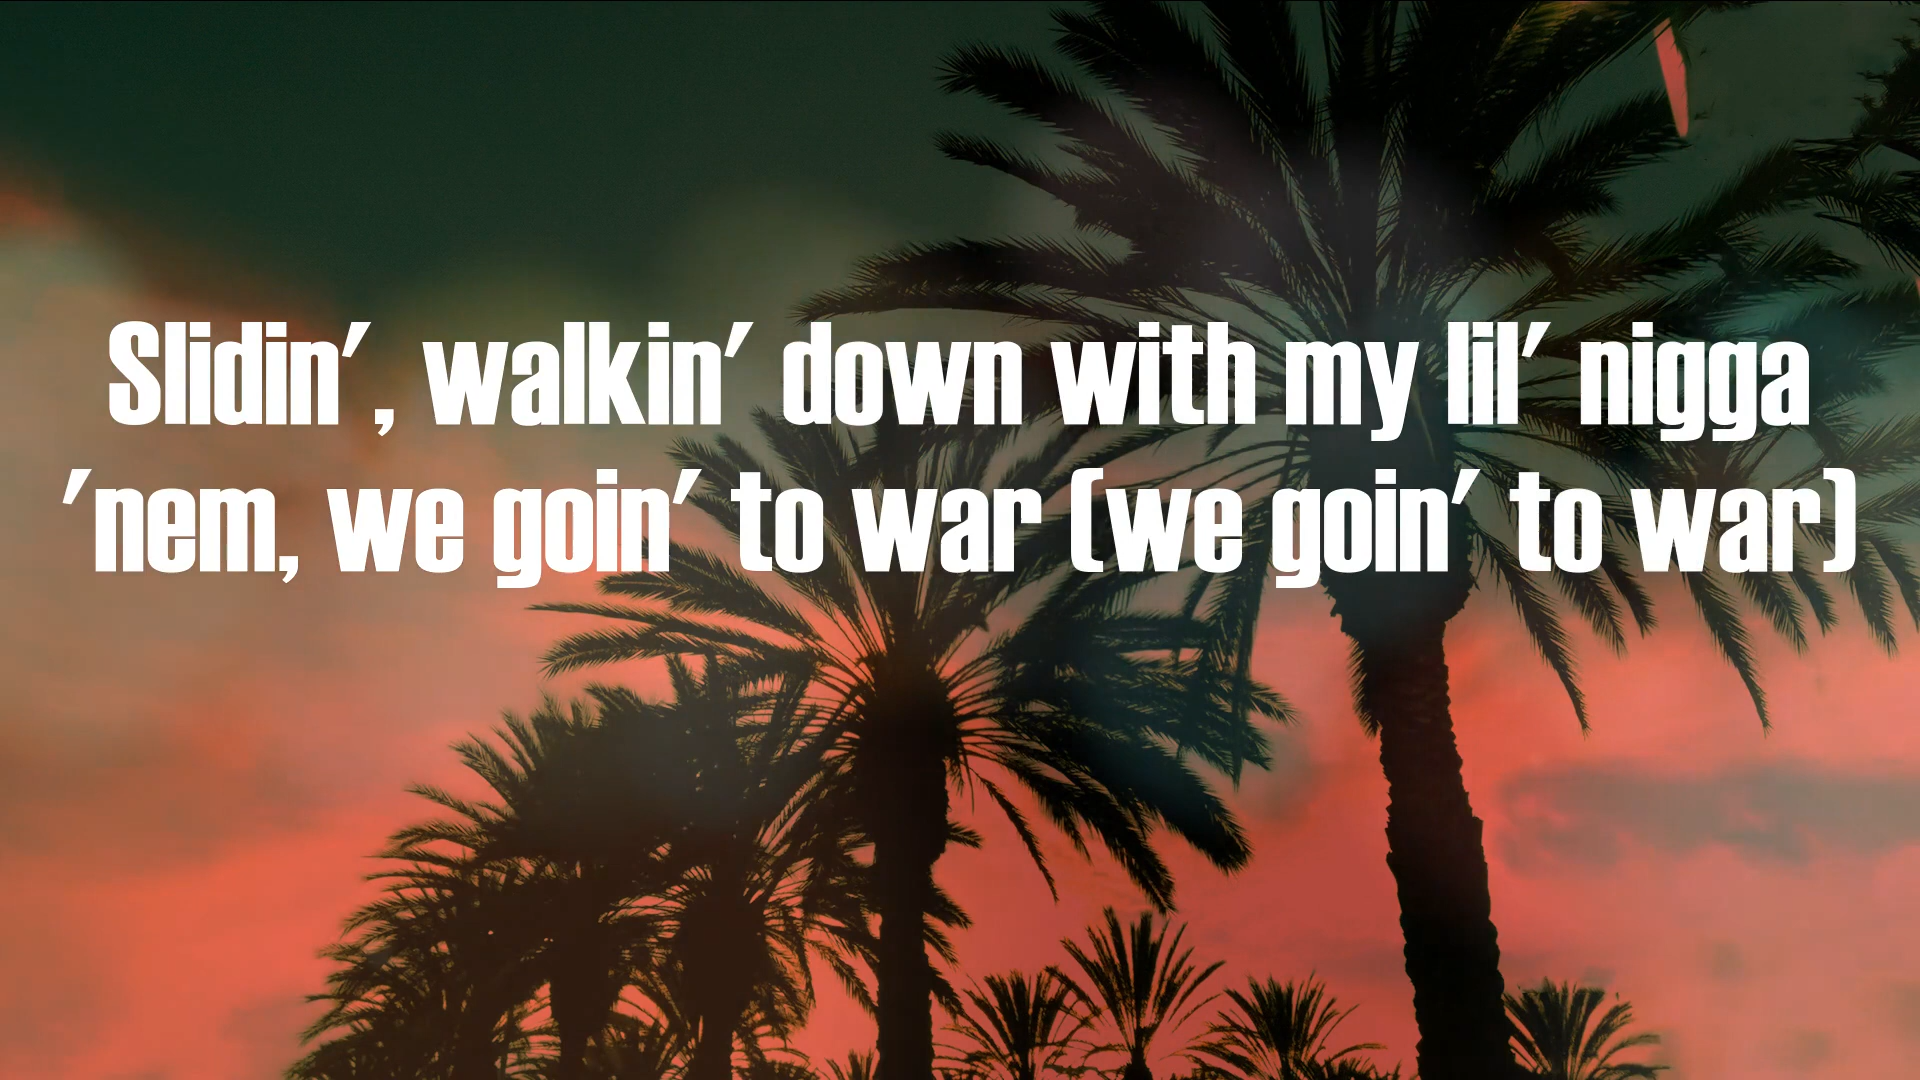 Slidin', walkin' down with my lil' nigga
'nem, we goin' to war (we goin' to war)